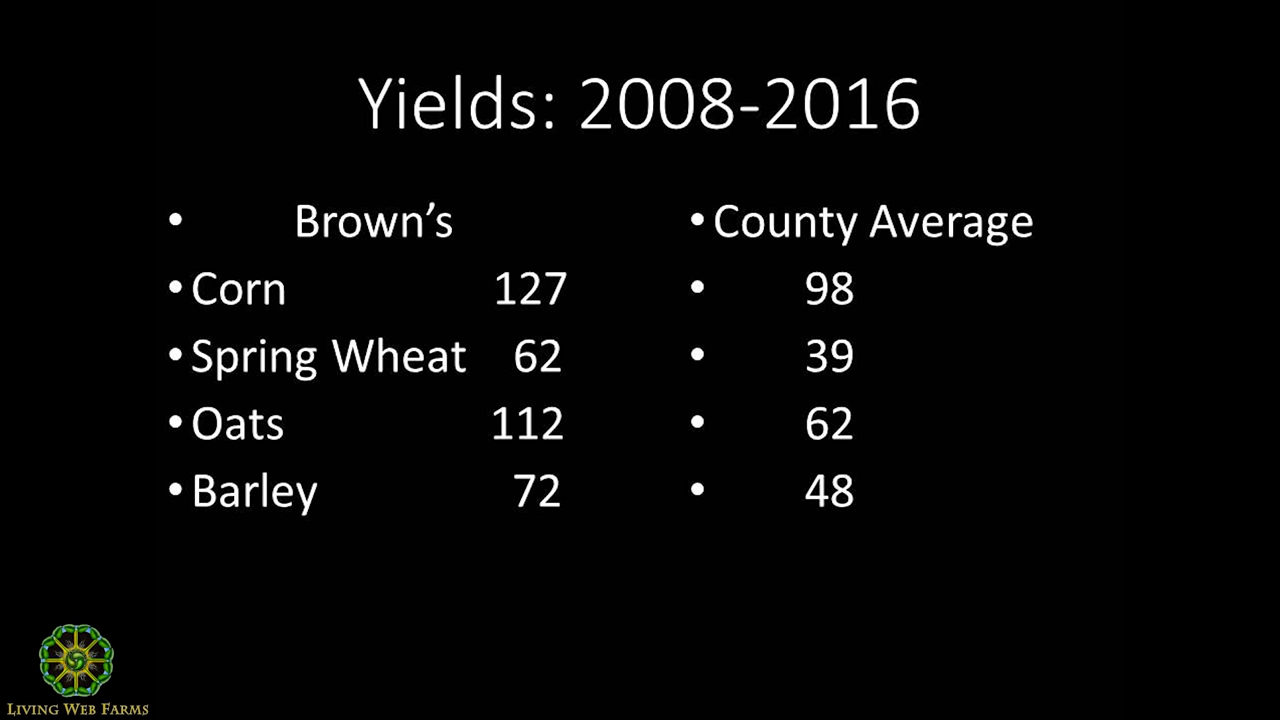 Yields: 2008-2016
• Brown’s • County Average
• Corn 127 • 98
• Spring Wheat 62 • 39
• Oats 112 • 62
• Barley 72 • 48
LIVING WEB FARMS